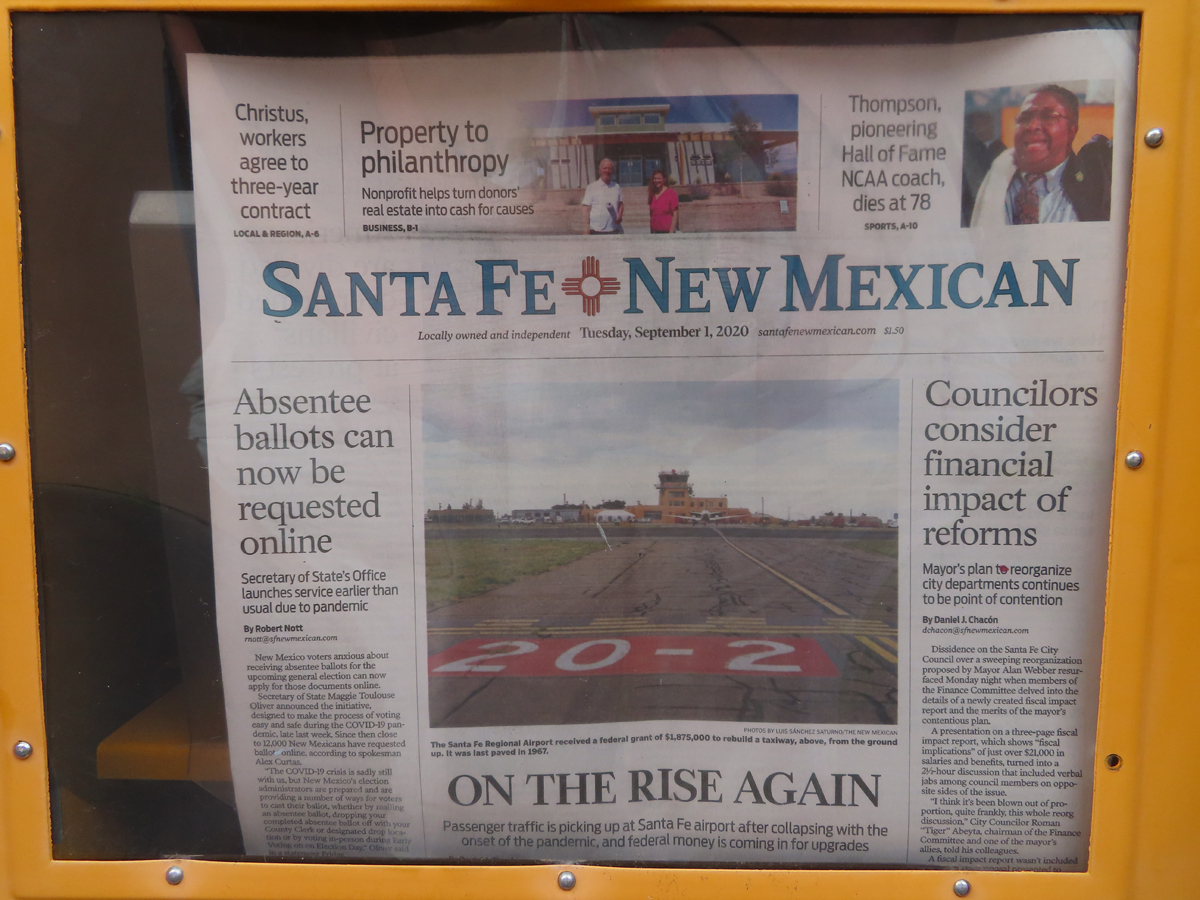 Christus,
workers
agree to
three-year
contract
LOCAL & REGION, A-6
Property to
philanthropy
Nonprofit helps turn donors'
real estate into cash for causes
BUSINESS, B-1
Thompson,
pioneering
Hall of Fame
NCAA coach,
dies at 78
SPORTS, A-10
SANTA FE NEW MEXICAN
Locally owned and independent Tuesday, September 1, 2020 santafenewmexican.com $1.50
Absentee
ballots can
now be
requested
online
Secretary of State's Office
launches service earlier than
usual due to pandemic
By Robert Nott
rnott@sfnewmexican.com
New Mexico voters anxious about
receiving absentee ballots for the
upcoming general election can now
apply for those documents online.
Secretary of State Maggie Toulouse
Oliver announced the initiative,
designed to make the process of voting
easy and safe during the COVID-19 pan-
demic, late last week. Since then close
to 12,000 New Mexicans have requested
ballots online, according to spokesman
Alex Curtas.
"The COVID-19 crisis is sadly still
with us, but New Mexico's election
administrators are prepared and are
providing a number of ways for voters
to cast their ballot, whether by mailing
an absentee ballot, dropping your
completed absentee ballot off with your
County Clerk or designated drop loca-
tion or by voting in-person during Early
Voting or on Election Day," Oliver said
20-2
PHOTOS BY LUIS SÁNCHEZ SATURNO/THE NEW MEXICAN
The Santa Fe Regional Airport received a federal grant of $1,875,000 to rebuild a taxiway, above, from the ground
up. It was last paved in 1967.
ON THE RISE AGAIN
Passenger traffic is picking up at Santa Fe airport after collapsing with the
onset of the pandemic, and federal money is coming in for upgrades
Councilors
consider
financial
impact of
reforms
Mayor's plan to reorganize
city departments continues
to be point of contention
By Daniel J. Chacón
dchacon@sfnewmexican.com
Dissidence on the Santa Fe City
Council over a sweeping reorganization
proposed by Mayor Alan Webber resur-
faced Monday night when members of
the Finance Committee delved into the
details of a newly created fiscal impact
report and the merits of the mayor's
contentious plan.
A presentation on a three-page fiscal
impact report, which shows "fiscal
implications" of just over $21,000 in
salaries and benefits, turned into a
2½-hour discussion that included verbal
jabs among council members on oppo-
site sides of the issue.
"I think it's been blown out of pro-
portion, quite frankly, this whole reorg
discussion," City Councilor Roman
"Tiger" Abeyta, chairman of the Finance
Committee and one of the mayor's
allies, told his colleagues.
A fiscal impact report wasn't included